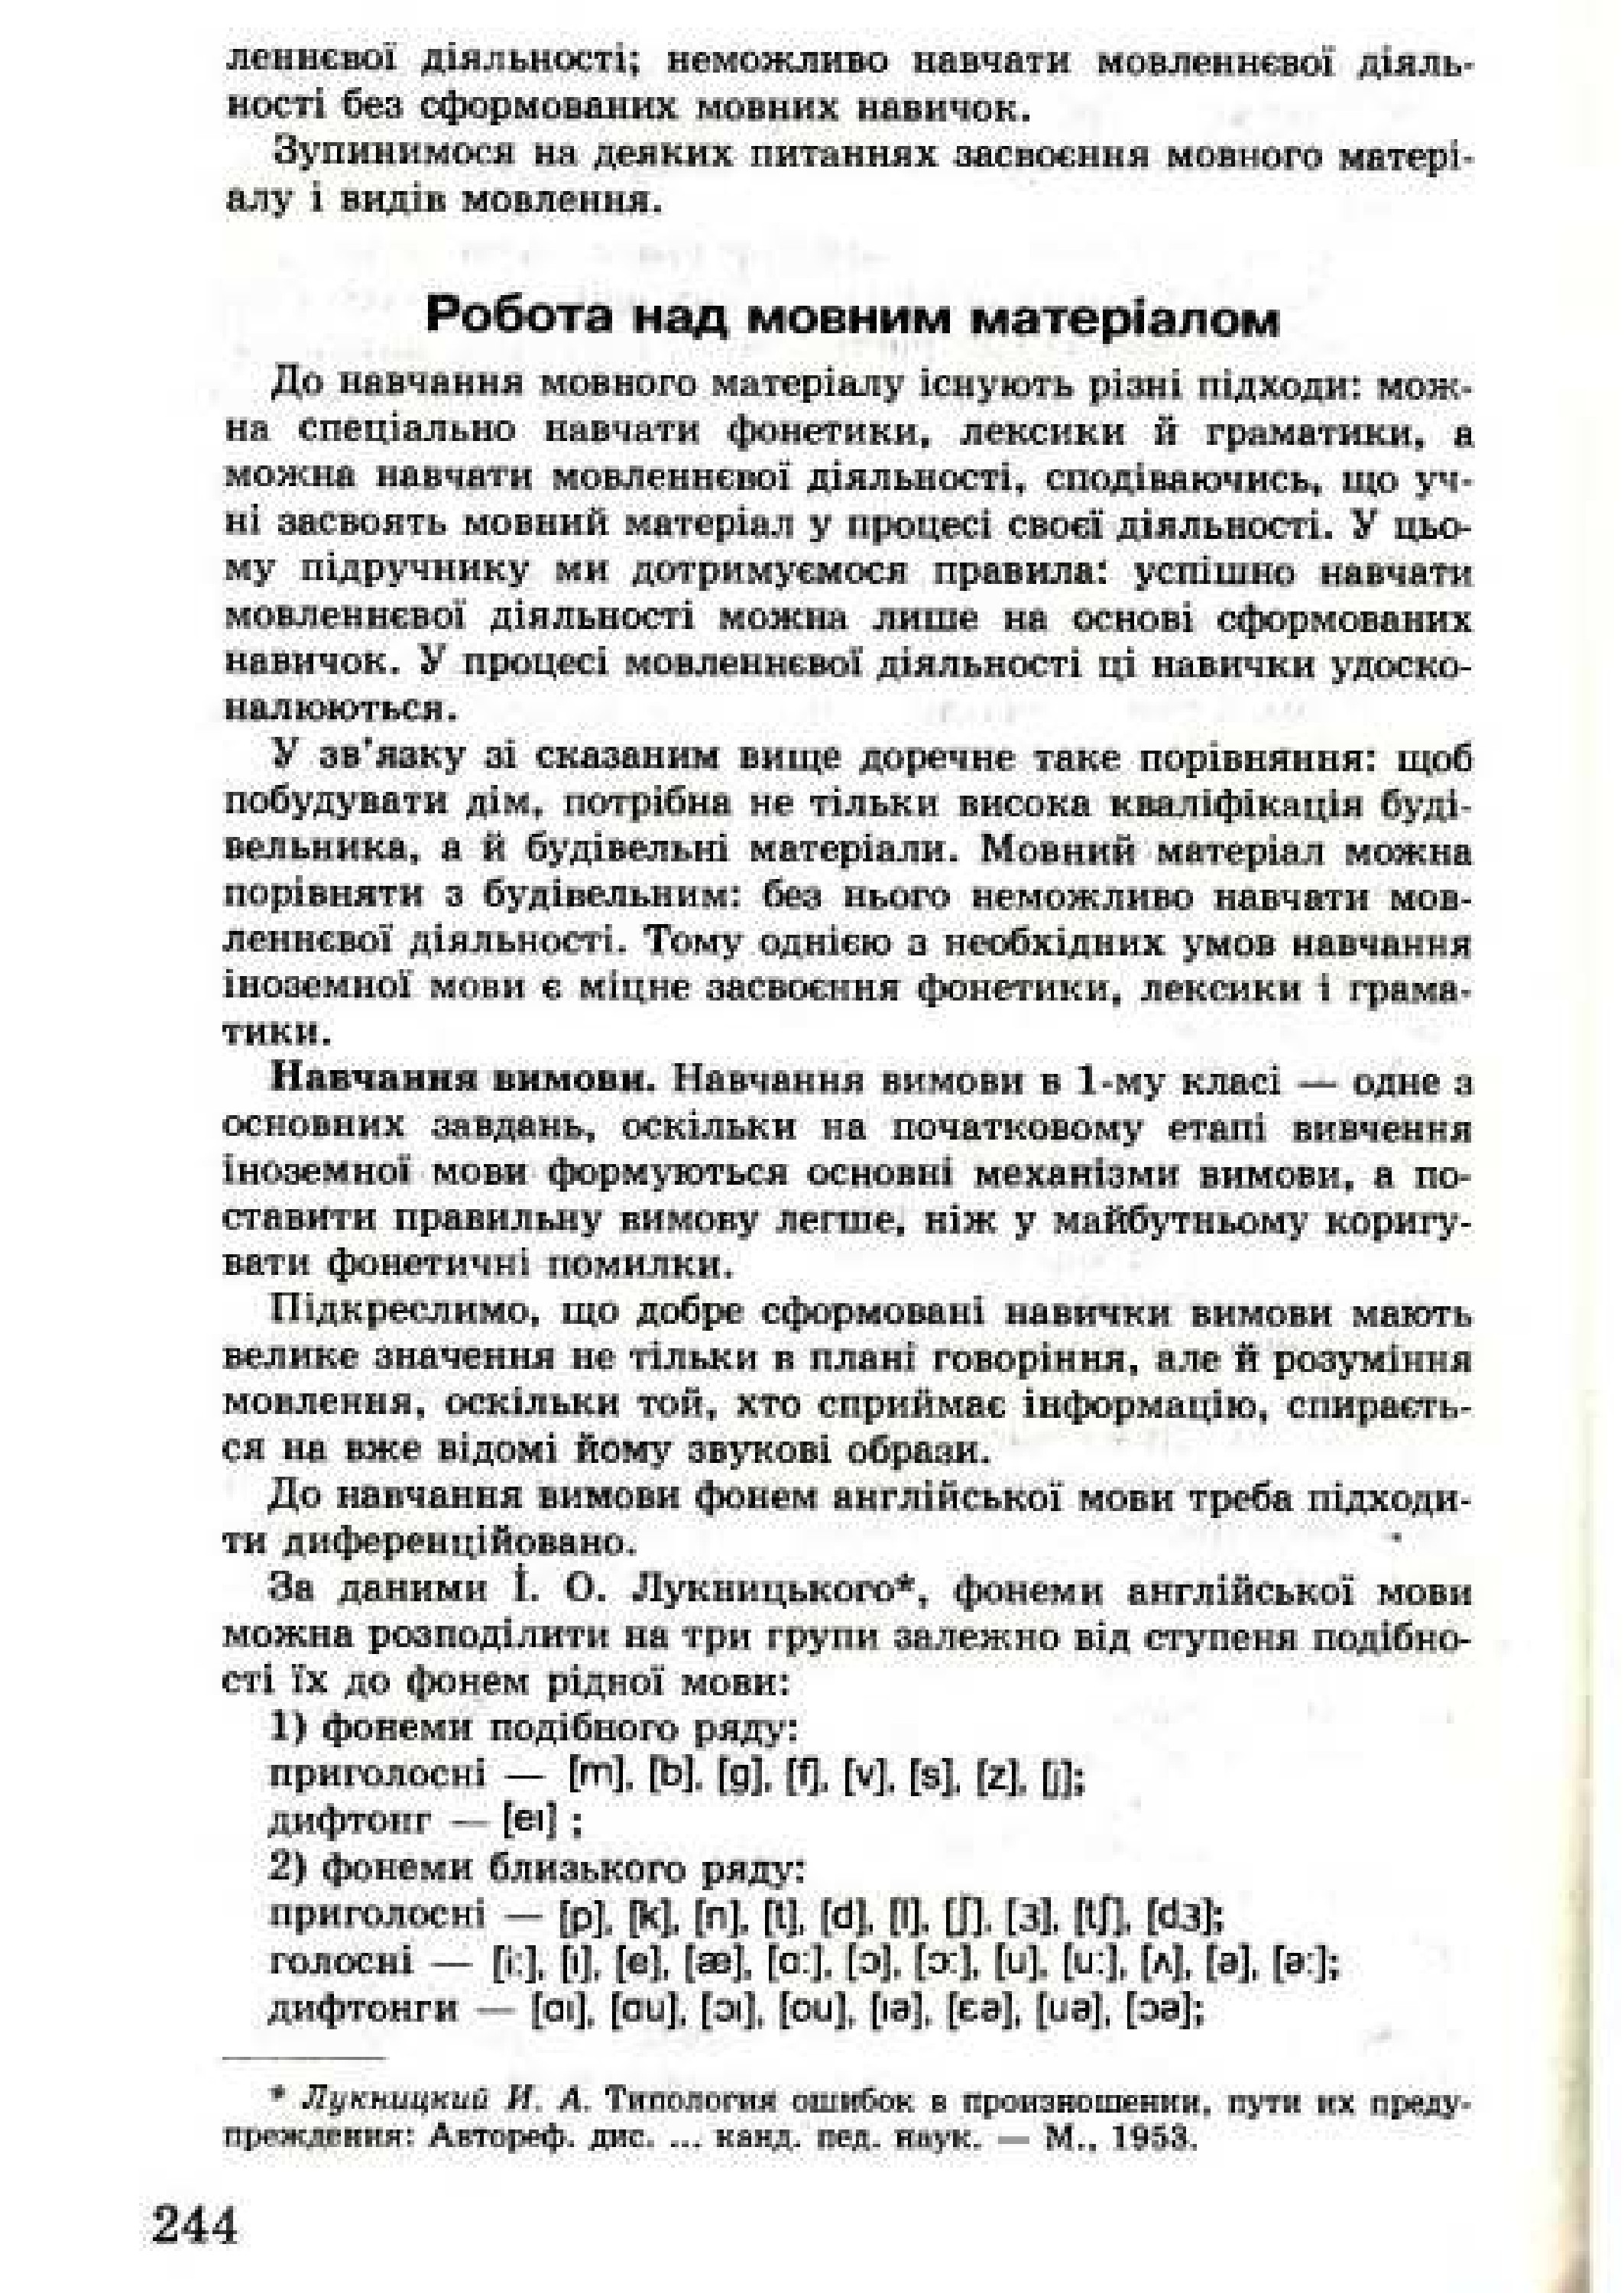 леннєвої діяльності; неможливо навчати мовленнєвої діяль-
ності без сформованих мовних навичок.
Зупинимося на деяких питаннях засвоєння мовного матері-
алу і видів мовлення.
Робота над мовним матеріалом
До навчання мовного матеріалу існують різні підходи: мож-
на спеціально навчати фонетики, лексики й граматики, а
можна навчати мовленнєвої діяльності, сподіваючись, що уч-
ні засвоять мовний матеріал у процесі своєї діяльності. У цьо-
му підручнику ми дотримуємося правила: успішно навчати
мовленнєвої діяльності можна лише на основі сформованих
навичок. У процесі мовленнєвої діяльності ці навички удоско-
налюються.
У зв'язку зі сказаним вище доречне таке порівняння: щоб
побудувати дім, потрібна не тільки висока кваліфікація буді-
вельника, а й будівельні матеріали. Мовний матеріал можна
порівняти з будівельним: без нього неможливо навчати мов-
леннєвої діяльності. Тому однією з необхідних умов навчання
іноземної мови є міцне засвоєння фонетики, лексики і грама-
тики.
Навчання вимови. Навчання вимови в 1-му класі — одне з
основних завдань, оскільки на початковому етапі вивчення
іноземної мови формуються основні механізми вимови, а по-
ставити правильну вимову легше, ніж у майбутньому коригу-
вати фонетичні помилки.
Підкреслимо, що добре сформовані навички вимови мають
велике значення не тільки в плані говоріння, але й розуміння
мовлення, оскільки той, хто сприймає інформацію, спираєть-
ся на вже відомі йому звукові образи.
До навчання вимови фонем англійської мови треба підходи-
ти диференційовано.
За даними І. О. Лукницького*, фонеми англійської мови
можна розподілити на три групи залежно від ступеня подібно-
сті їх до фонем рідної мови:
1) фонеми подібного ряду:
приголосні — [m], [b], [g], [f], [v], [s], [z], [j];
дифтонг — [eı] ;
2) фонеми близького ряду:
приголосні — [p], [k], [n], [t], [d], [l], [ʃ], [ʒ], [tʃ], [dʒ];
голосні — [i:], [ı], [e], [æ], [ɑ:], [ɔ], [ɔ:], [u], [u:], [ʌ], [ə], [ə:];
дифтонги — [ɑı], [ɑu], [ɔı], [ou], [ıə], [ɛə], [uə], [ɔə];
* Лукницкий И. А. Типология ошибок в произношении, пути их преду-
преждения: Автореф. дис. ... канд. пед. наук. — М., 1953.
244